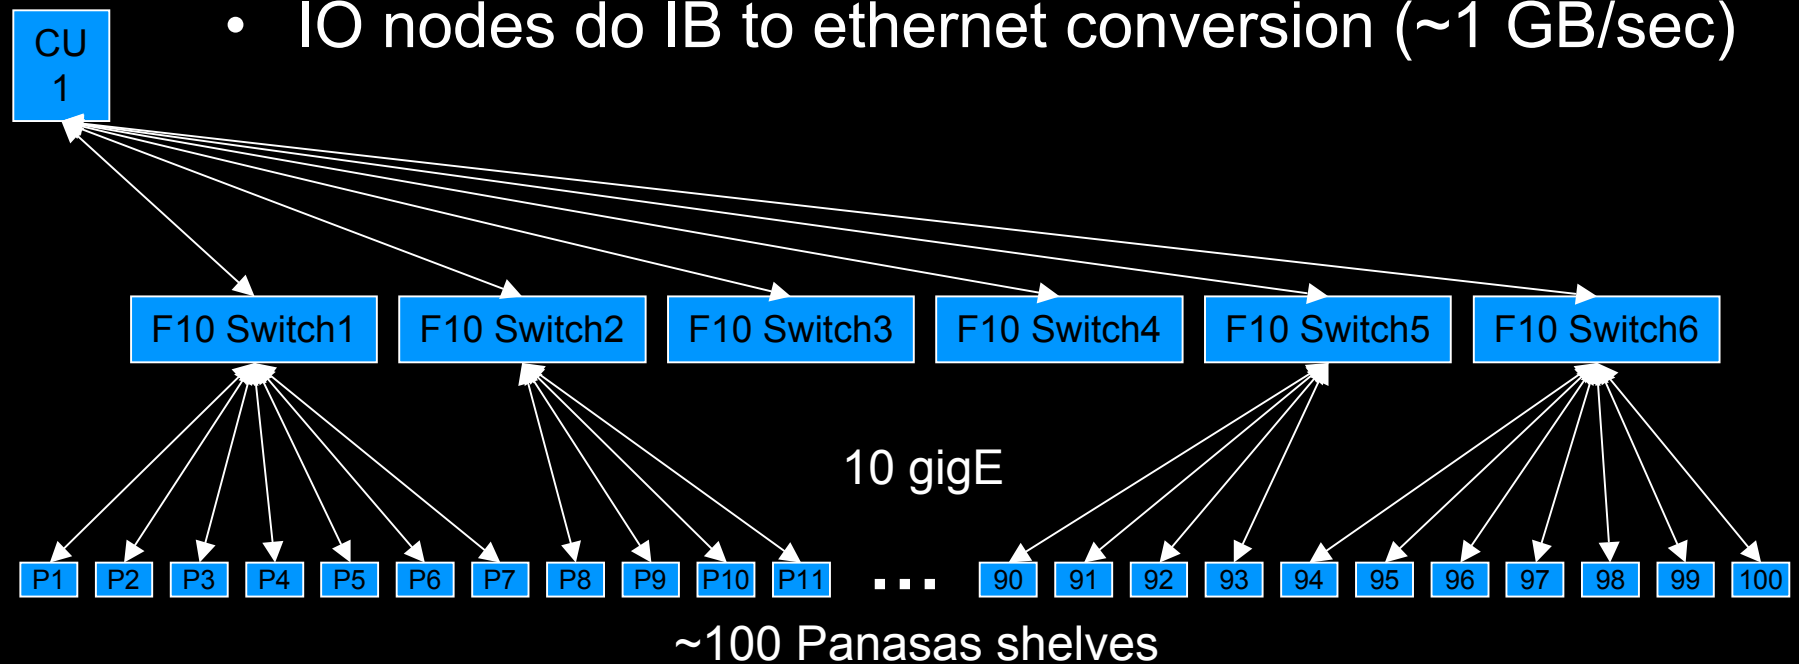 • IO nodes do IB to ethernet conversion (~1 GB/sec)
CU
1
F10 Switch1 F10 Switch2 F10 Switch3 F10 Switch4 F10 Switch5 F10 Switch6
10 gigE
P1 P2 P3 P4 P5 P6 P7 P8 P9 P10 P11 ... 90 91 92 93 94 95 96 97 98 99 100
~100 Panasas shelves